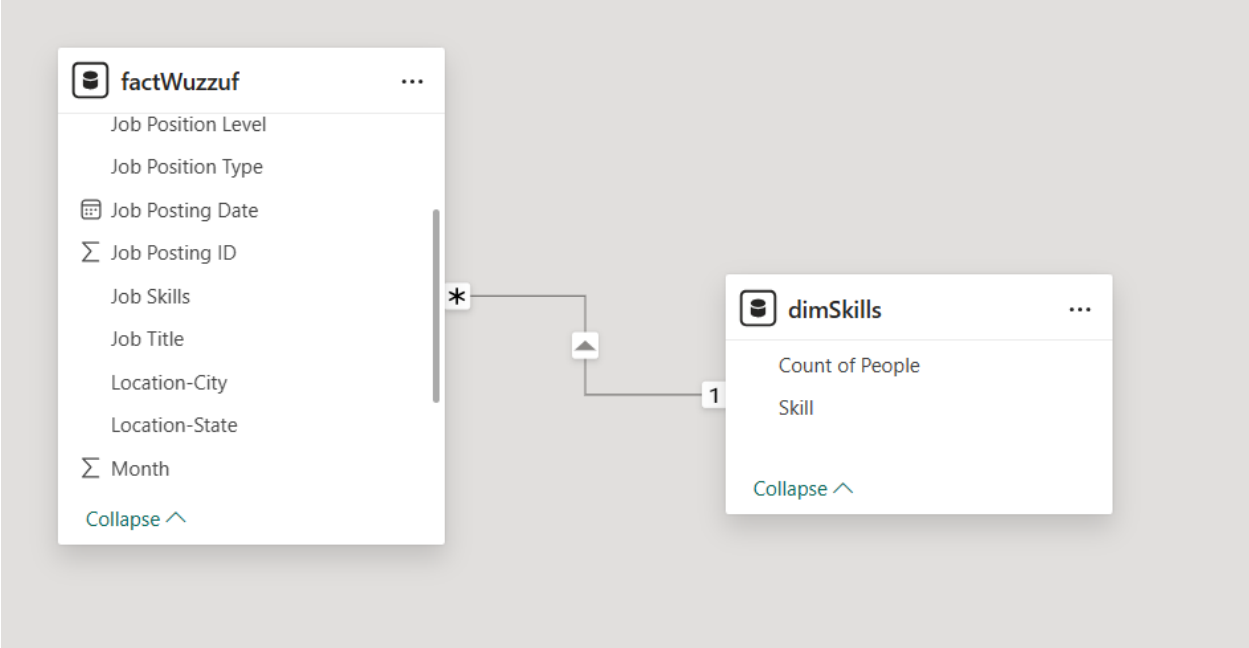 factWuzzuf
Job Position Level
Job Position Type
Job Posting Date
Σ Job Posting ID
Job Skills
Job Title
Location-City
Location-State
Σ Month
Collapse
*
1
dimSkills
Count of People
Skill
Collapse